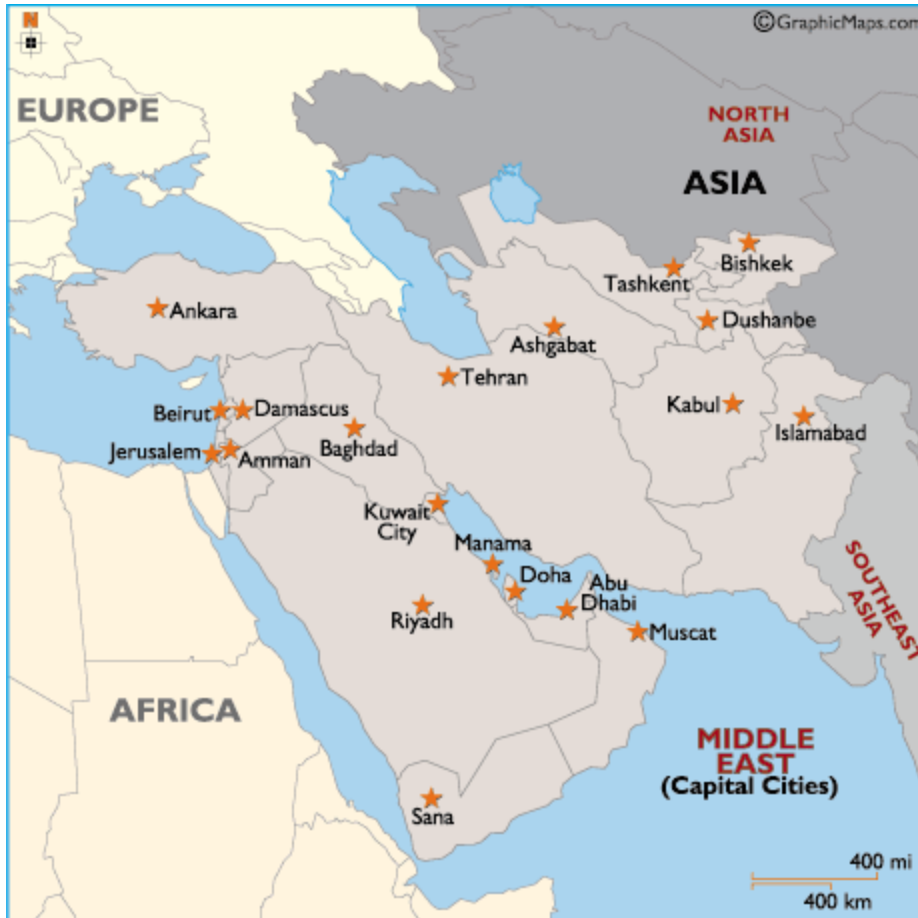 N
©GraphicMaps.com
EUROPE
NORTH
ASIA
ASIA
Bishkek
Tashkent
Ankara
Dushanbe
Ashgabat
Tehran
Kabul
Beirut
Damascus
Islamabad
Jerusalem
Amman
Baghdad
Kuwait
City
Manama
Doha
Abu
Dhabi
SOUTHEAST
ASIA
Riyadh
Muscat
AFRICA
MIDDLE
EAST
(Capital Cities)
Sana
400 mi
400 km